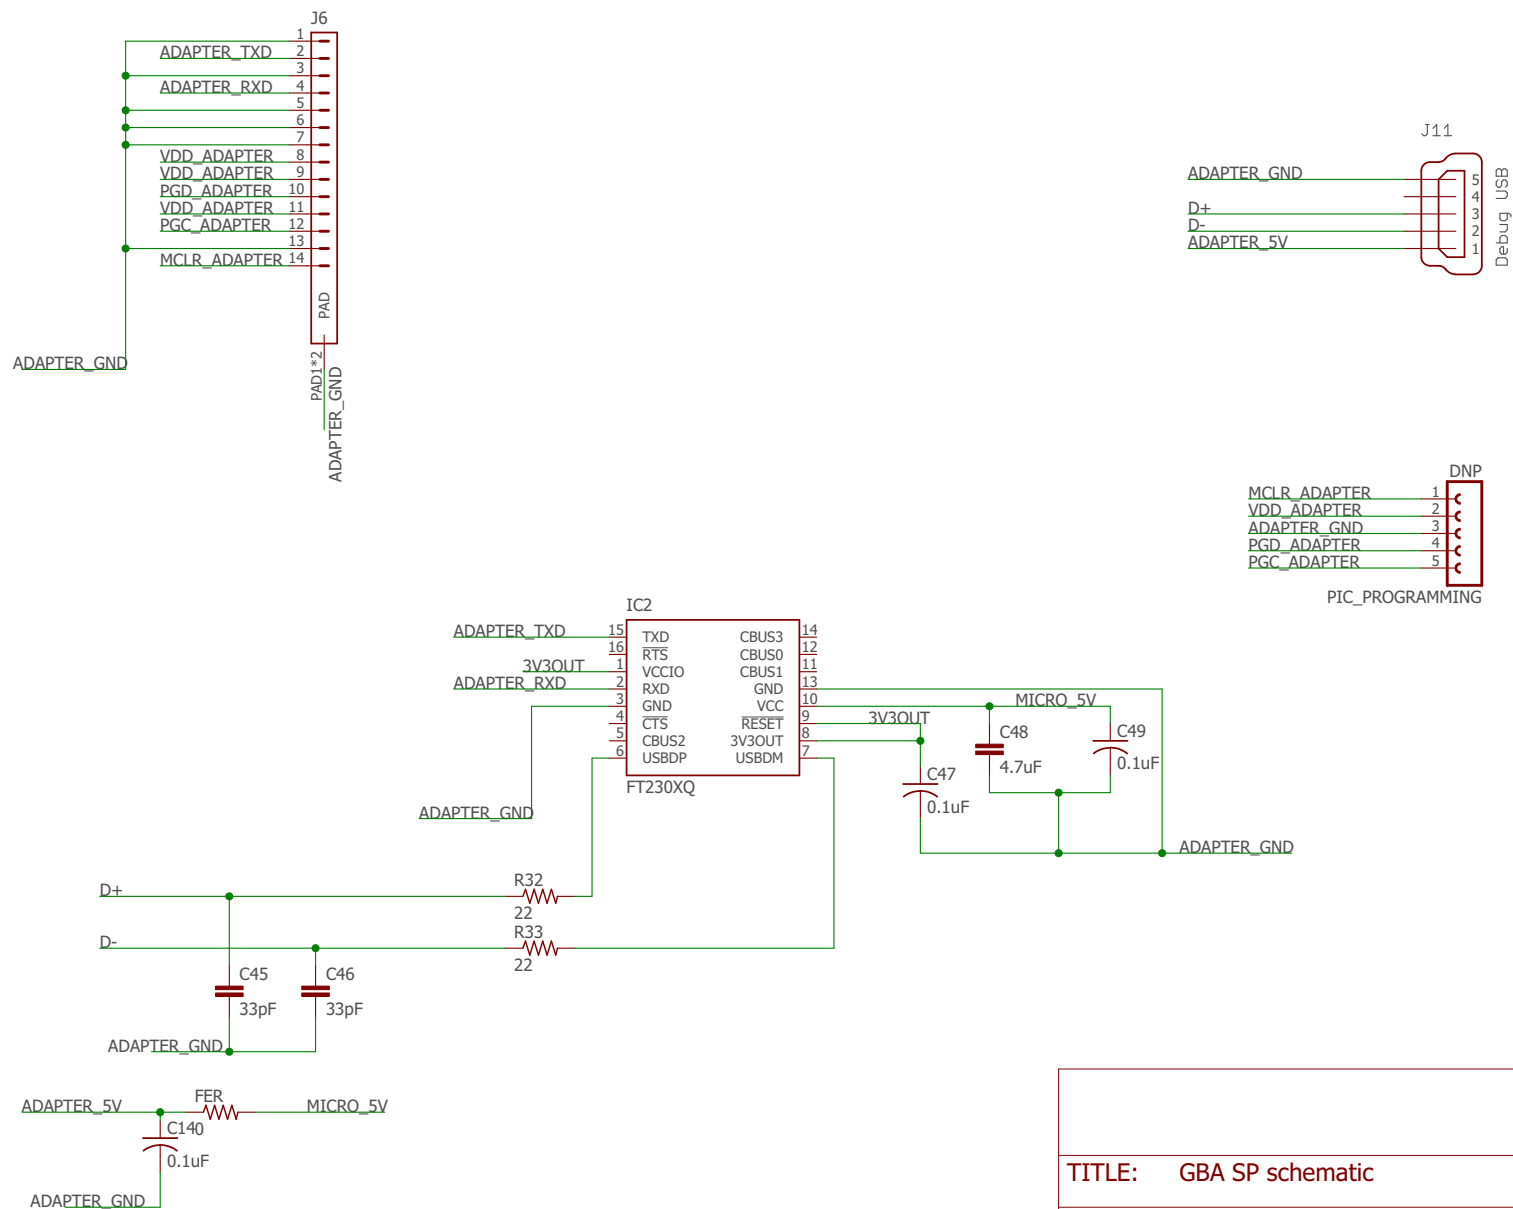 J6
1
ADAPTER_TXD 2
3
ADAPTER_RXD 4
5
6
7
VDD_ADAPTER 8
VDD_ADAPTER 9
PGD_ADAPTER 10
VDD_ADAPTER 11
PGC_ADAPTER 12
13
MCLR_ADAPTER 14
PAD
PAD1*2
ADAPTER_GND
ADAPTER_GND
J11
ADAPTER_GND 5
4
D+ 3
D- 2
ADAPTER_5V 1
Debug USB
DNP
MCLR_ADAPTER 1
VDD_ADAPTER 2
ADAPTER_GND 3
PGD_ADAPTER 4
PGC_ADAPTER 5
PIC_PROGRAMMING
IC2
ADAPTER_TXD 15 TXD CBUS3 14
16 RTS CBUS0 12
3V3OUT 1 VCCIO CBUS1 11
ADAPTER_RXD 2 RXD GND 13
3 GND VCC 10 MICRO_5V
4 CTS RESET 9 3V3OUT
5 CBUS2 3V3OUT 8
6 USBDP USBDM 7
FT230XQ
C48
4.7uF
C49
0.1uF
C47
0.1uF
ADAPTER_GND
ADAPTER_GND
D+
R32
22
D-
R33
22
C45
33pF
C46
33pF
ADAPTER_GND
ADAPTER_5V
FER
MICRO_5V
C140
0.1uF
ADAPTER_GND
TITLE: GBA SP schematic